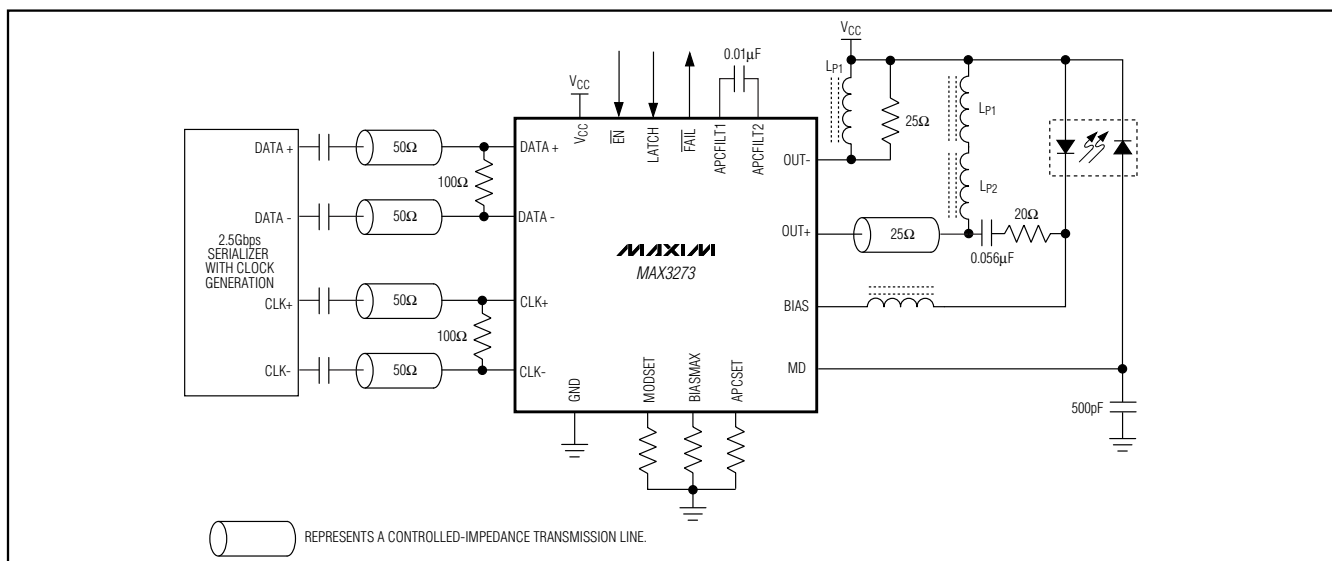 V_CC
0.01µF
L_P1
V_CC
25Ω
L_P1
50Ω
DATA +
DATA +
V_CC
E̅N̅
LATCH
F̅A̅I̅L̅
APCFILT1
APCFILT2
OUT-
100Ω
L_P2
50Ω
DATA -
DATA -
20Ω
2.5Gbps
SERIALIZER
WITH CLOCK
GENERATION
MAXIM
MAX3273
OUT+
25Ω
0.056µF
50Ω
CLK+
CLK+
BIAS
100Ω
50Ω
CLK-
CLK-
GND
MODSET
BIASMAX
APCSET
MD
500pF
REPRESENTS A CONTROLLED-IMPEDANCE TRANSMISSION LINE.